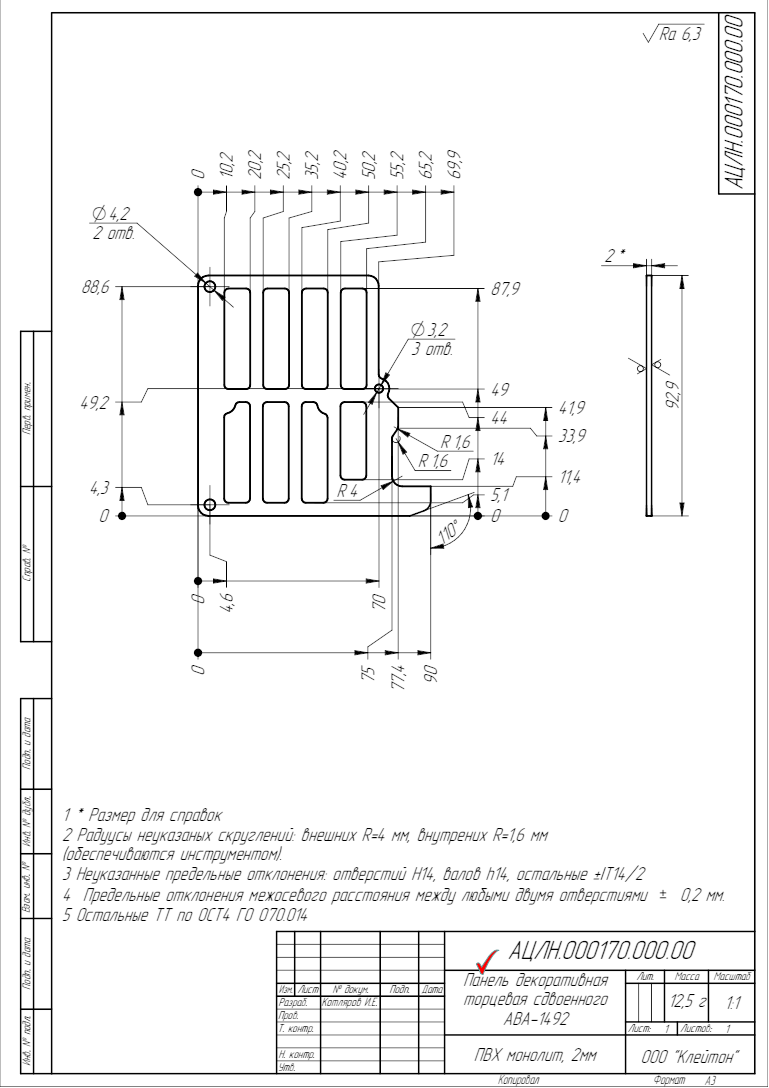 √Ra 6,3
АЦЛН.000170.000.00
0
10,2
20,2
25,2
35,2
40,2
50,2
55,2
65,2
69,9
Ø 4,2
2 отв.
2 *
88,6
87,9
Ø 3,2
3 отв.
92,9
49
49,2
44
41,9
33,9
R 1,6
R 1,6
14
11,4
R 4
4,3
5,1
0
0
0
110°
0
4,6
70
0
75
77,4
90
Перв. примен.
Справ. №
Подп. и дата
Инв. № дубл.
Взам. инв. №
Подп. и дата
Инв. № подл.
1 * Размер для справок
2 Радиусы неуказаных скруглений: внешних R=4 мм, внутрених R=1,6 мм
(обеспечиваются инструментом).
3 Неуказанные предельные отклонения: отверстий H14, валов h14, остальные ±IT14/2
4 Предельные отклонения межосевого расстояния между любыми двумя отверстиями ± 0,2 мм.
5 Остальные ТТ по ОСТ4 ГО 070.014
АЦЛН.000170.000.00
Изм. Лист № докум. Подп. Дата
Разраб. Котляров И.Е.
Пров.
Т. контр.
Н. контр.
Утв.
Панель декоративная
торцевая сдвоенного
АВА-1492
Лит. Масса Масштаб
12,5 г 1:1
Лист: 1 Листов: 1
ПВХ монолит, 2мм
ООО "Клейтон"
Копировал Формат А3